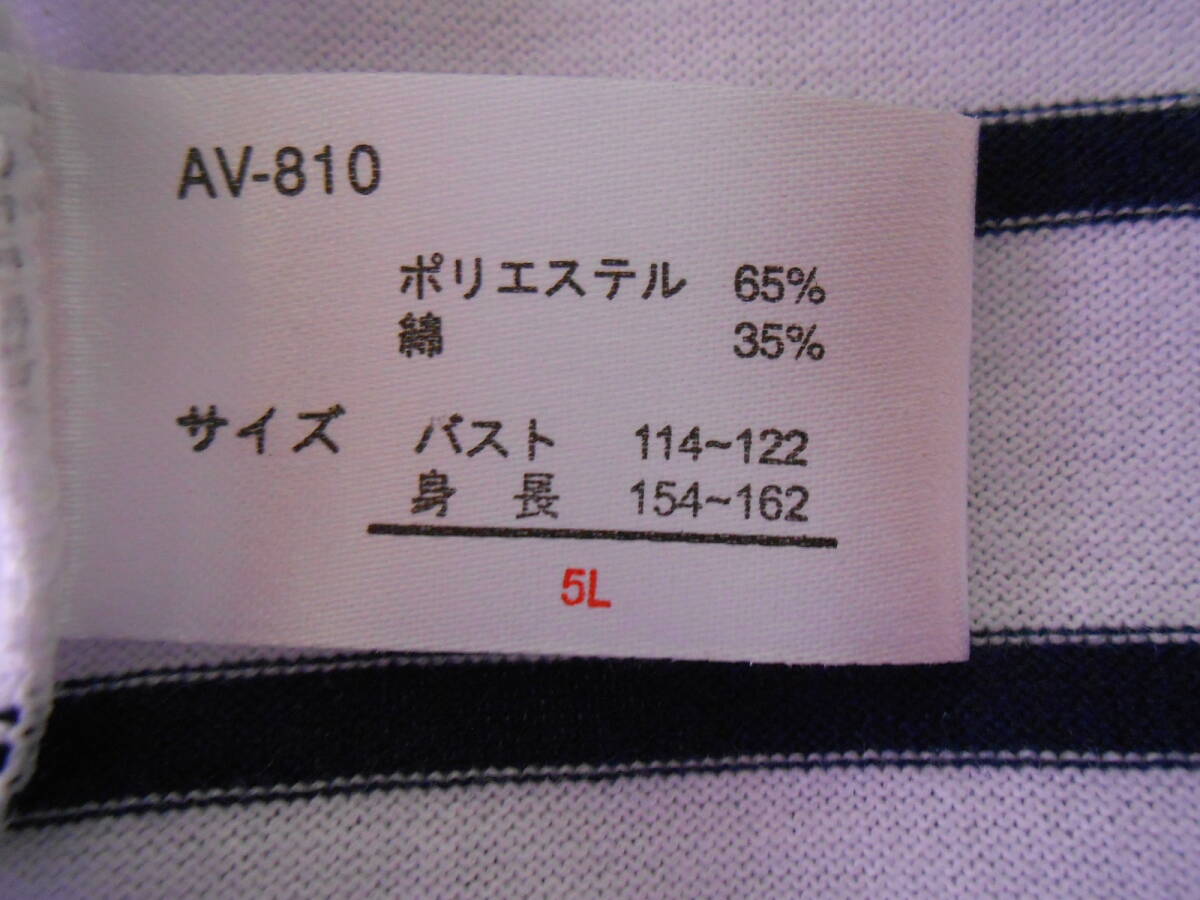 AV-810
ポリエステル 65%
綿 35%
サイズ バスト 114~122
身長 154~162
5L